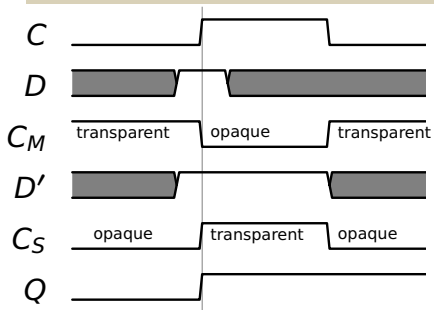 C
D
C_M transparent opaque transparent
D′
C_S opaque transparent opaque
Q